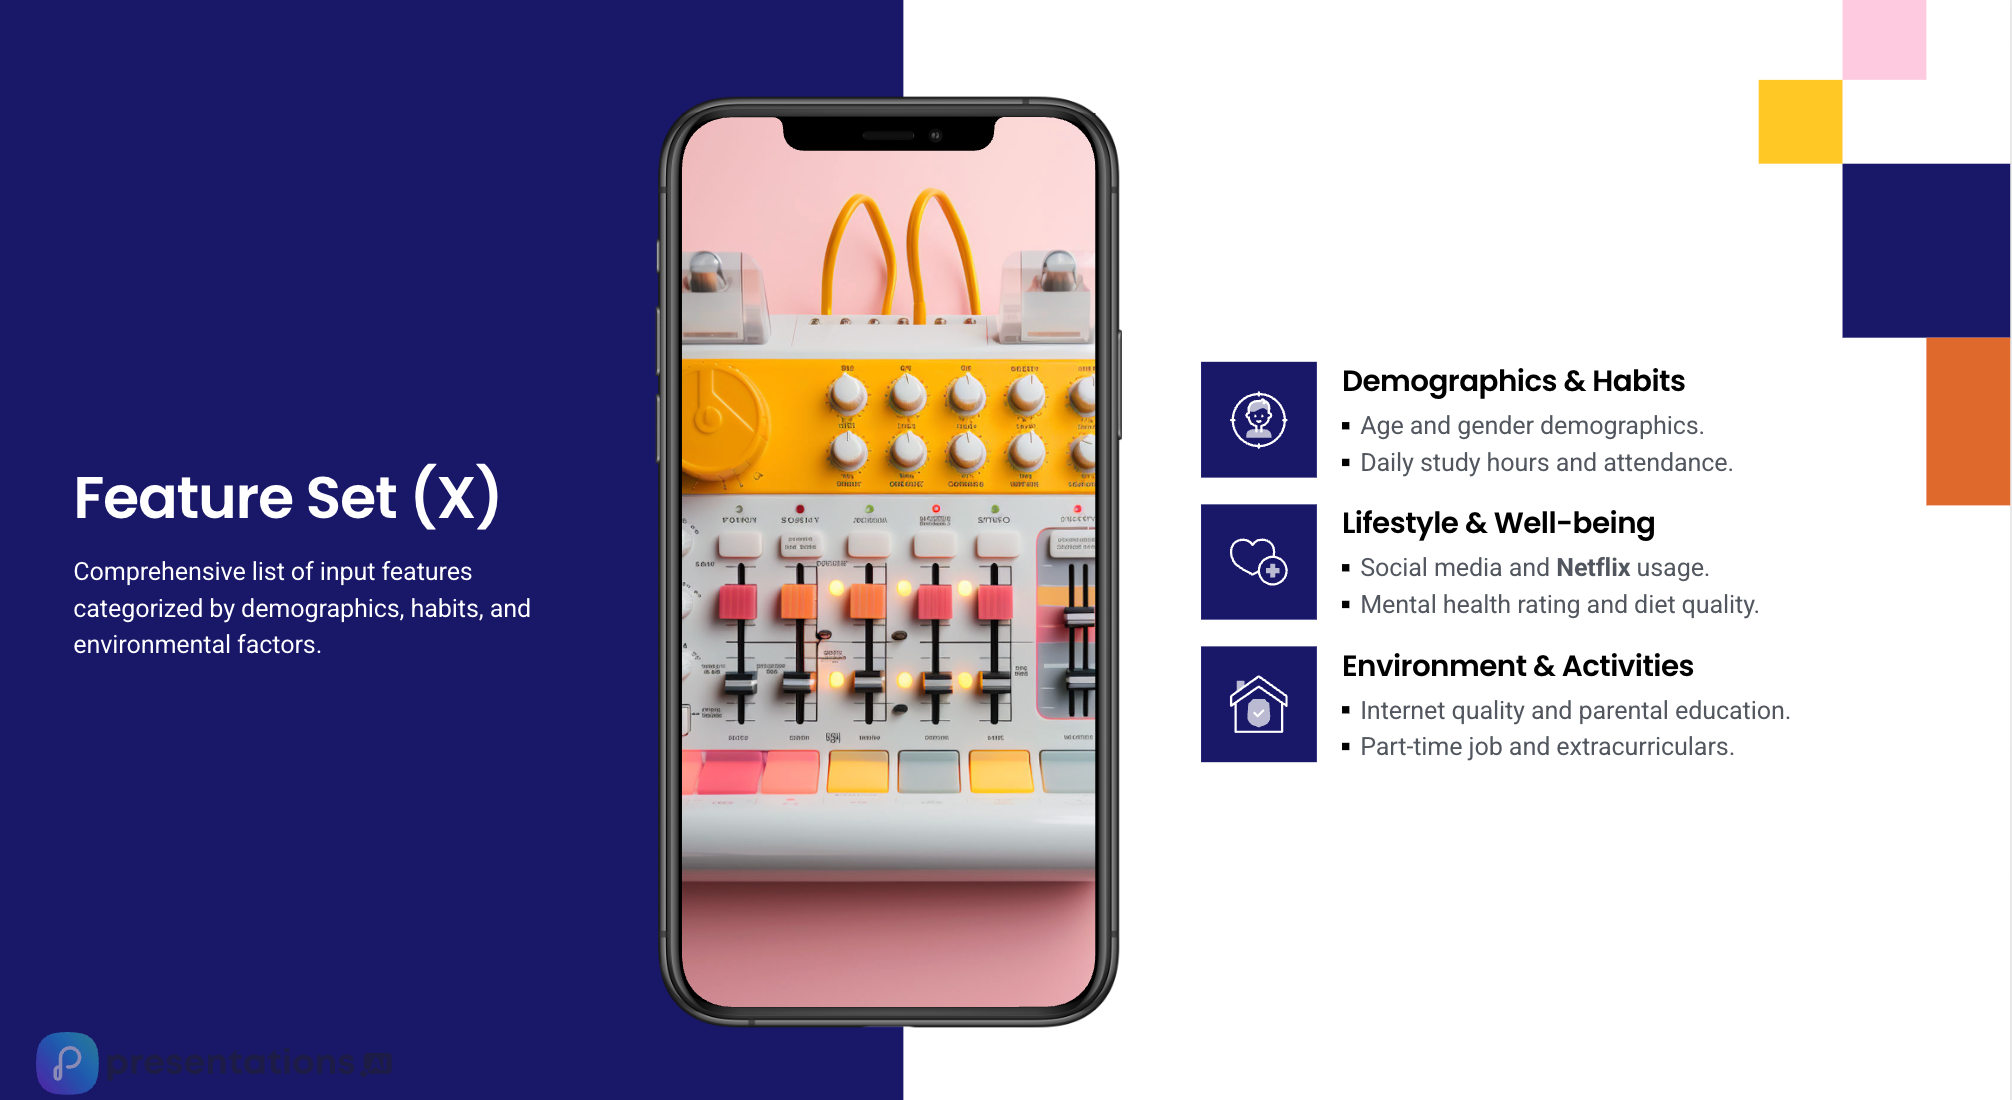 Feature Set (X)
Comprehensive list of input features
categorized by demographics, habits, and
environmental factors.
Demographics & Habits
Age and gender demographics.
Daily study hours and attendance.
Lifestyle & Well-being
Social media and Netflix usage.
Mental health rating and diet quality.
Environment & Activities
Internet quality and parental education.
Part-time job and extracurriculars.
presentations.ai